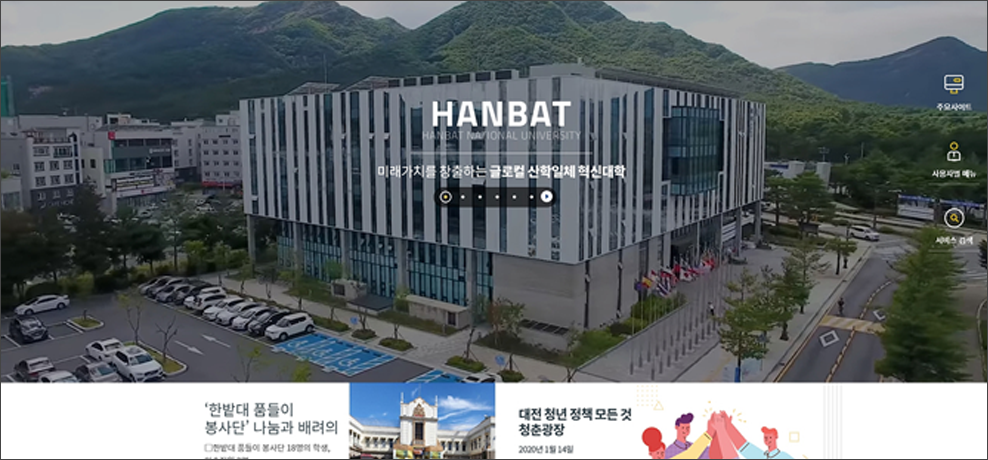 HANBAT
HANBAT NATIONAL UNIVERSITY
미래가치를 창출하는 글로컬 산학일체 혁신대학
주요사이트
사용자별 메뉴
서비스 검색
‘한밭대 품들이
봉사단’ 나눔과 배려의
□한밭대 품들이 봉사단 18명의 학생,
대전 청년 정책 모든 것
청춘광장
2020년 1월 14일